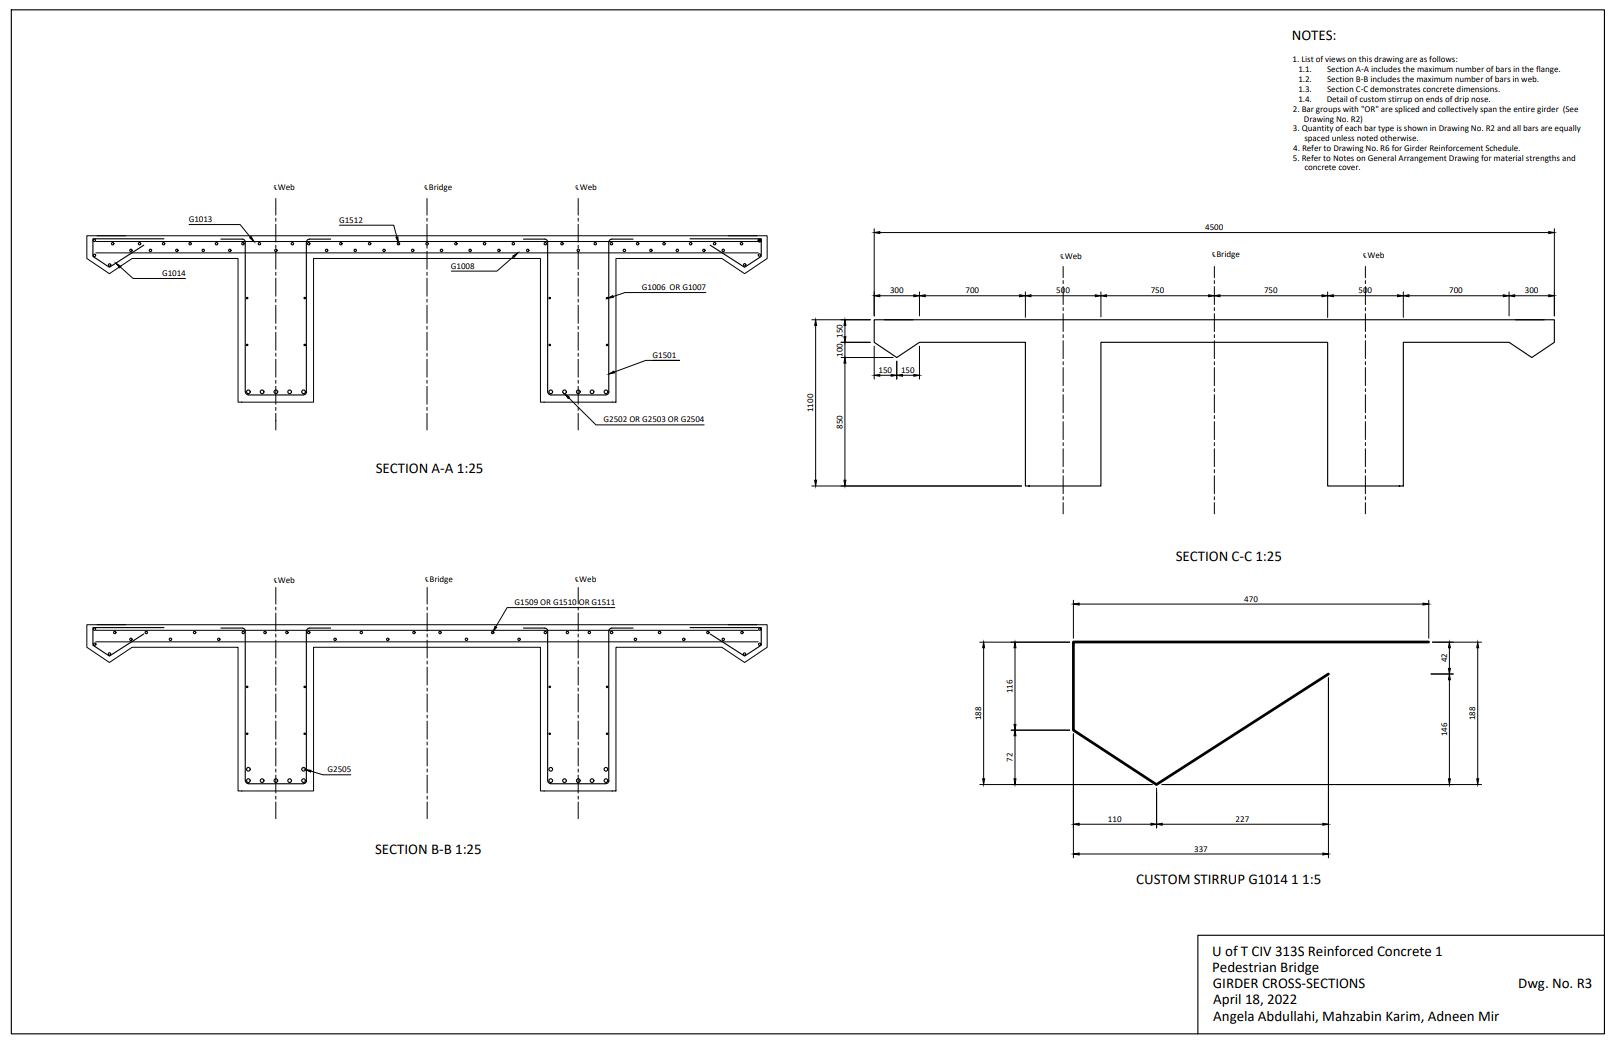 NOTES:
1. List of views on this drawing are as follows:
1.1. Section A-A includes the maximum number of bars in the flange.
1.2. Section B-B includes the maximum number of bars in web.
1.3. Section C-C demonstrates concrete dimensions.
1.4. Detail of custom stirrup on ends of drip nose.
2. Bar groups with "OR" are spliced and collectively span the entire girder (See
Drawing No. R2)
3. Quantity of each bar type is shown in Drawing No. R2 and all bars are equally
spaced unless noted otherwise.
4. Refer to Drawing No. R6 for Girder Reinforcement Schedule.
5. Refer to Notes on General Arrangement Drawing for material strengths and
concrete cover.
℄Web
℄Bridge
℄Web
G1013
G1512
G1014
G1008
G1006 OR G1007
G1501
G2502 OR G2503 OR G2504
SECTION A-A 1:25
4500
℄Web
℄Bridge
℄Web
300
700
500
750
750
500
700
300
150
100
150
150
1100
850
SECTION C-C 1:25
℄Web
℄Bridge
℄Web
G1509 OR G1510 OR G1511
G2505
SECTION B-B 1:25
470
42
116
188
146
188
72
110
227
337
CUSTOM STIRRUP G1014 1 1:5
U of T CIV 313S Reinforced Concrete 1
Pedestrian Bridge
GIRDER CROSS-SECTIONS Dwg. No. R3
April 18, 2022
Angela Abdullahi, Mahzabin Karim, Adneen Mir